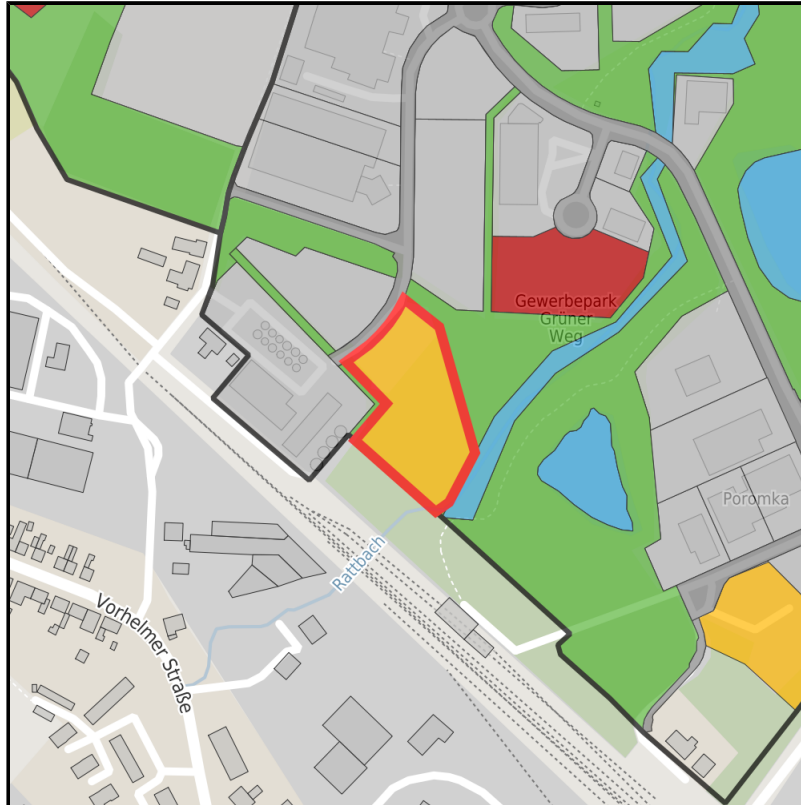 Gewerbepark
Grüner
Weg
Poromka
Rattbach
Vorhelmer Straße